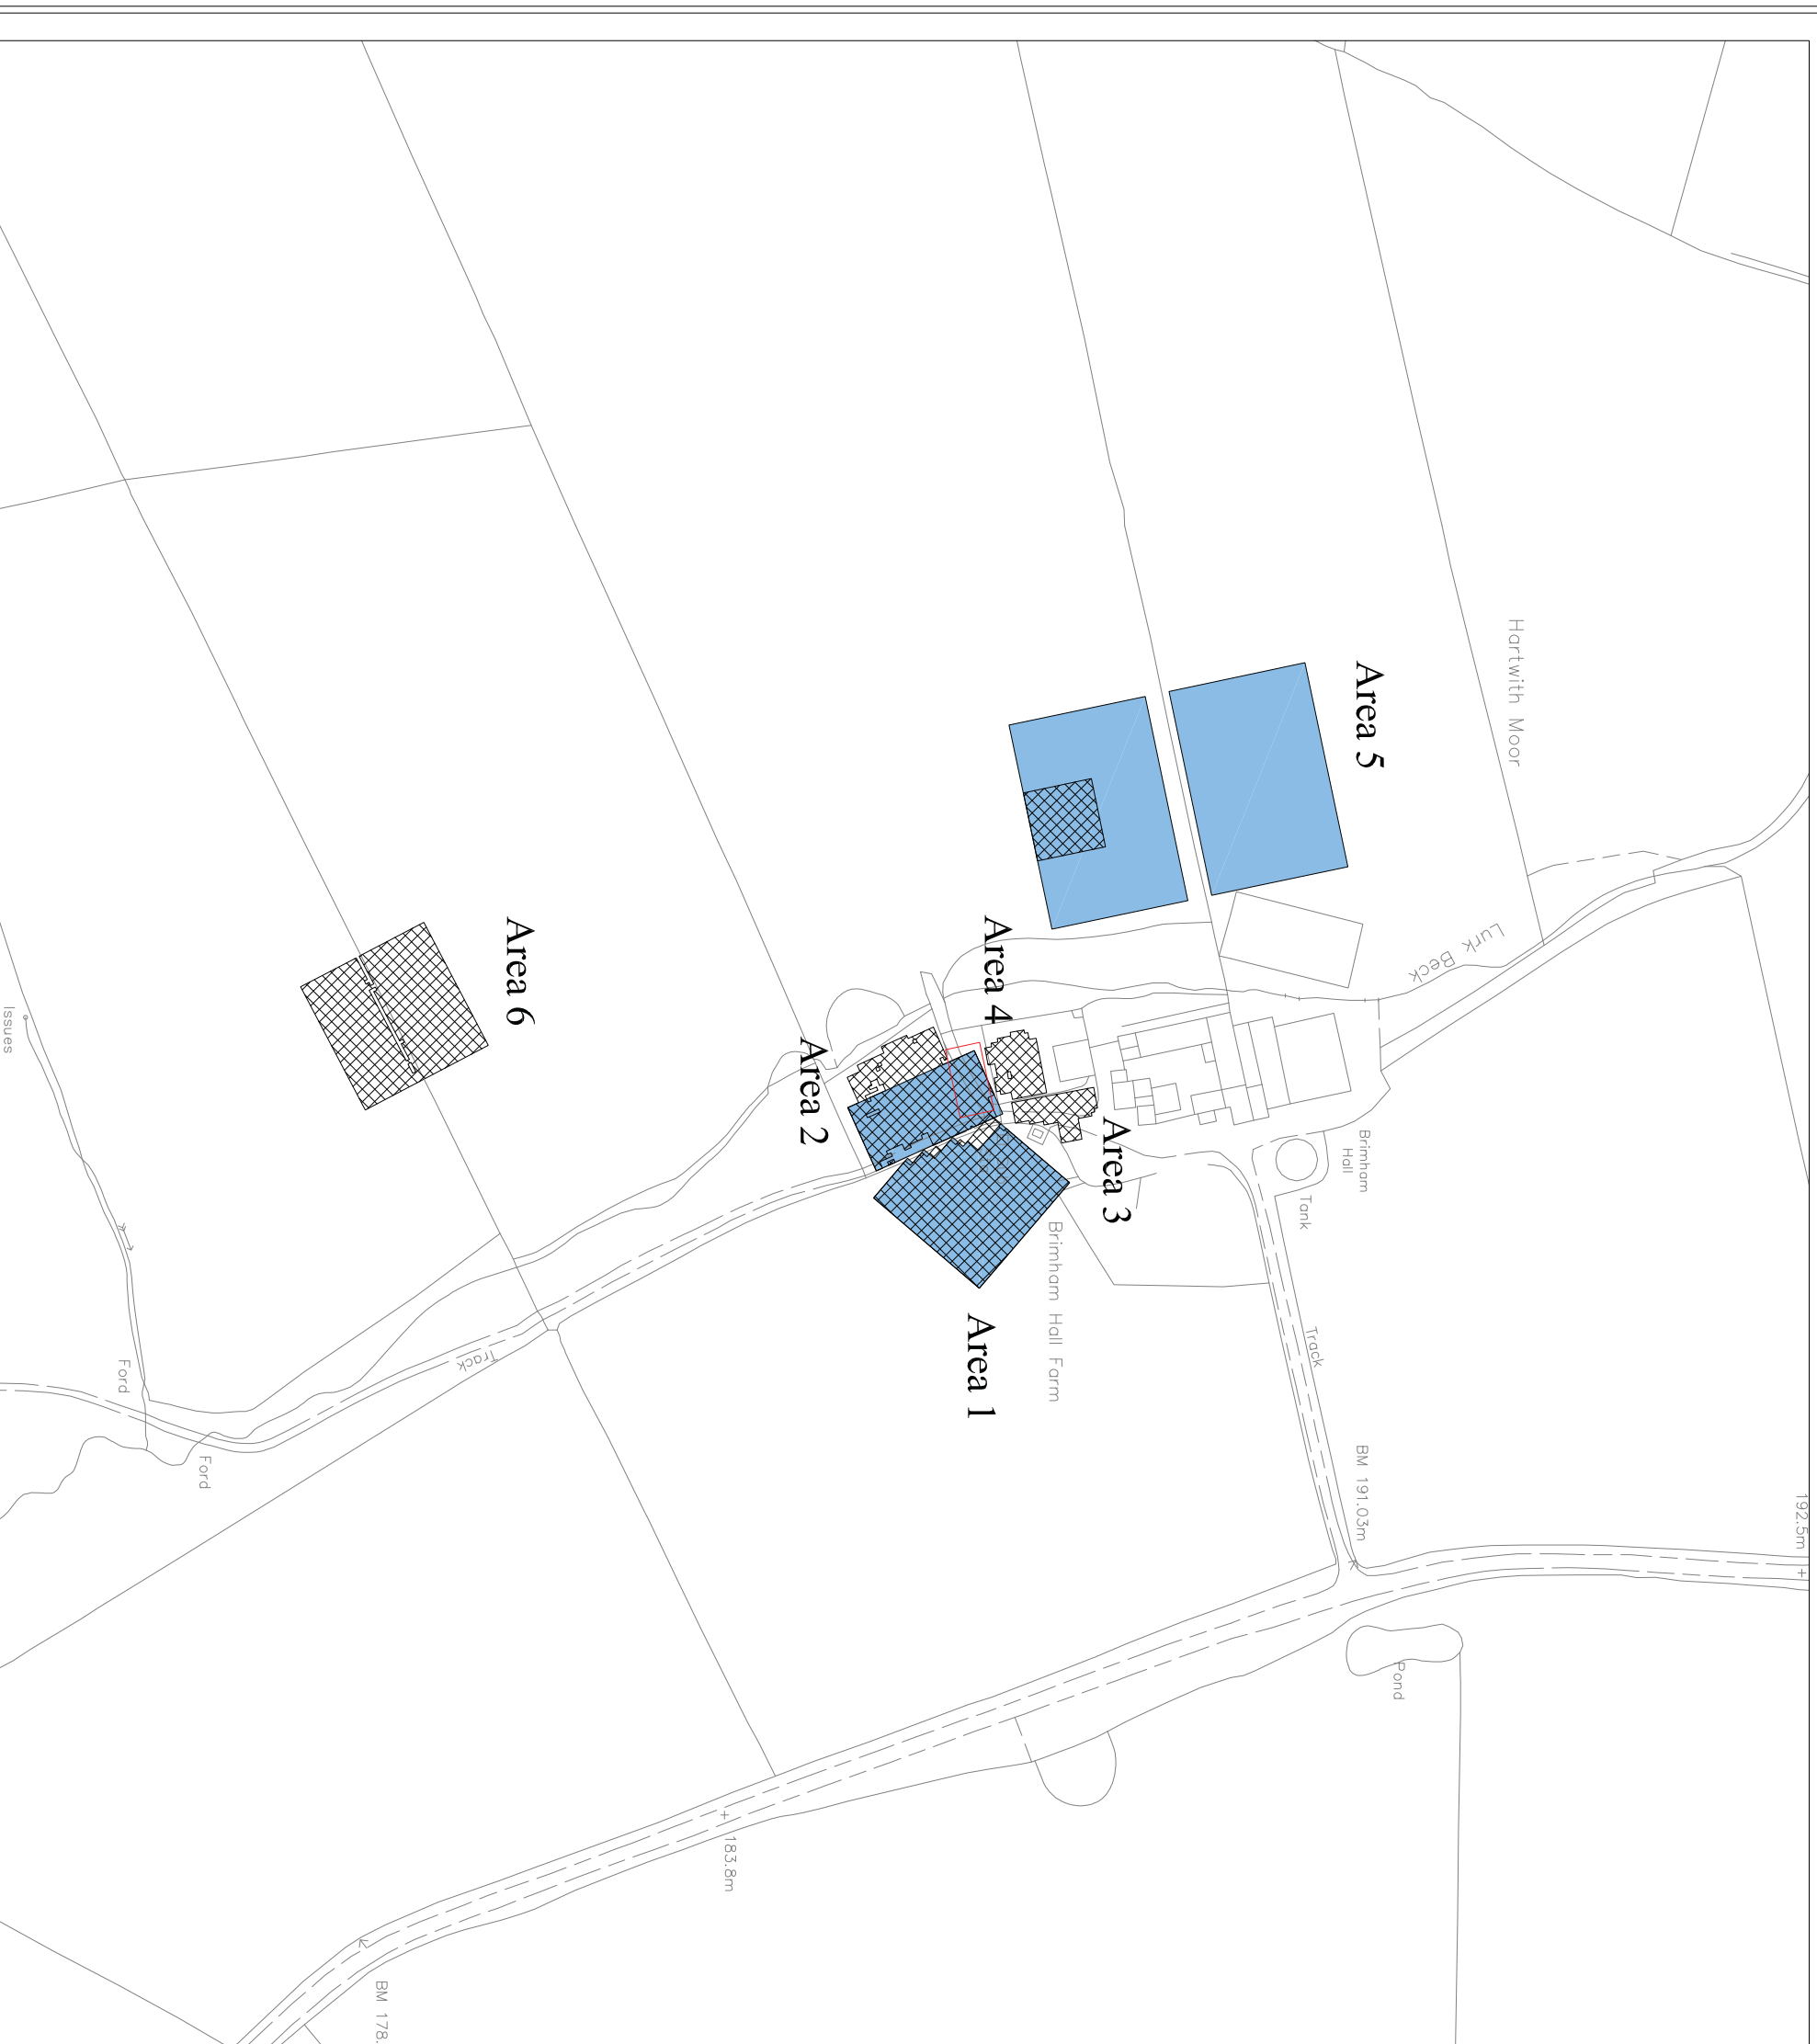 192.5m
Hartwith Moor
Lurk Beck
Pond
Area 5
Brimham
Hall
BM 191.03m
Track
Tank
Area 3
Brimham Hall Farm
Area 4
Area 1
Area 2
183.8m
Area 6
Track
BM 178.
Ford
Ford
Issues